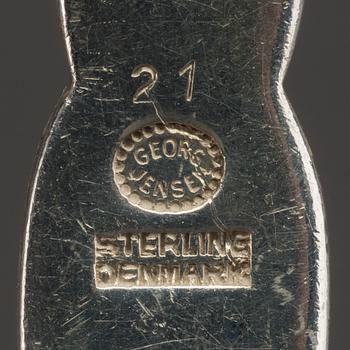 21
GEORG
JENSEN
STERLING
DENMARK